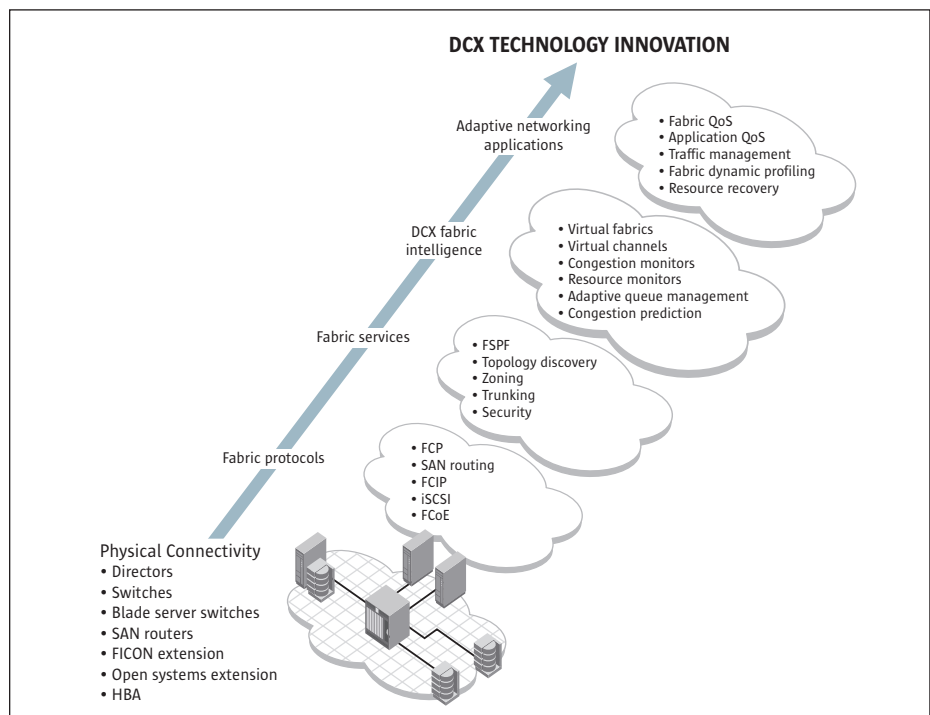 DCX TECHNOLOGY INNOVATION
Adaptive networking
applications
• Fabric QoS
• Application QoS
• Traffic management
• Fabric dynamic profiling
• Resource recovery
DCX fabric
intelligence
• Virtual fabrics
• Virtual channels
• Congestion monitors
• Resource monitors
• Adaptive queue management
• Congestion prediction
Fabric services
• FSPF
• Topology discovery
• Zoning
• Trunking
• Security
Fabric protocols
• FCP
• SAN routing
• FCIP
• iSCSI
• FCoE
Physical Connectivity
• Directors
• Switches
• Blade server switches
• SAN routers
• FICON extension
• Open systems extension
• HBA